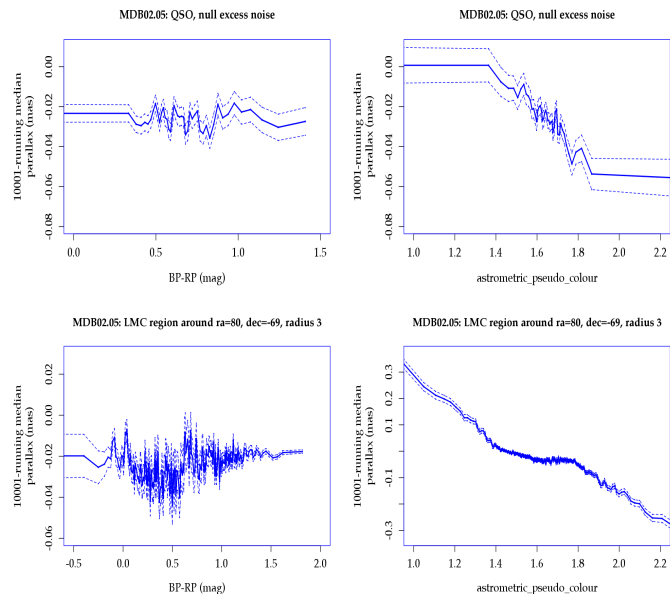 MDB02.05: QSO, null excess noise
10001-running median
parallax (mas)
0.00
-0.02
-0.04
-0.06
-0.08
0.0
0.5
1.0
1.5
BP-RP (mag)
MDB02.05: QSO, null excess noise
10001-running median
parallax (mas)
0.00
-0.02
-0.04
-0.06
-0.08
1.0
1.2
1.4
1.6
1.8
2.0
2.2
astrometric_pseudo_colour
MDB02.05: LMC region around ra=80, dec=-69, radius 3
10001-running median
parallax (mas)
0.02
0.00
-0.02
-0.04
-0.06
-0.5
0.0
0.5
1.0
1.5
2.0
BP-RP (mag)
MDB02.05: LMC region around ra=80, dec=-69, radius 3
10001-running median
parallax (mas)
0.3
0.1
-0.1
-0.3
1.0
1.2
1.4
1.6
1.8
2.0
2.2
astrometric_pseudo_colour